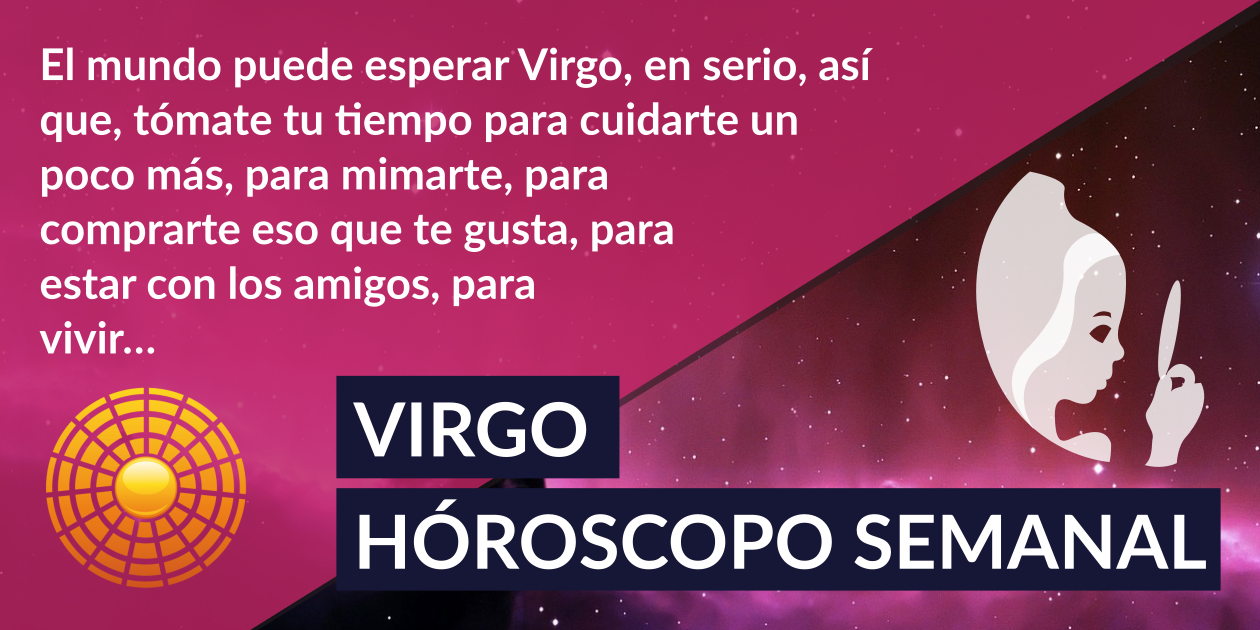 El mundo puede esperar Virgo, en serio, así
que, tómate tu tiempo para cuidarte un
poco más, para mimarte, para
comprarte eso que te gusta, para
estar con los amigos, para
vivir...
VIRGO
HÓROSCOPO SEMANAL